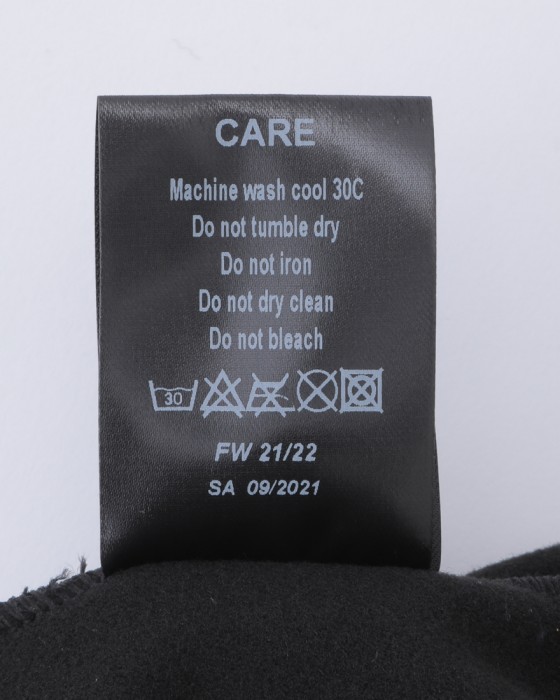 CARE
Machine wash cool 30C
Do not tumble dry
Do not iron
Do not dry clean
Do not bleach
30
FW 21/22
SA 09/2021